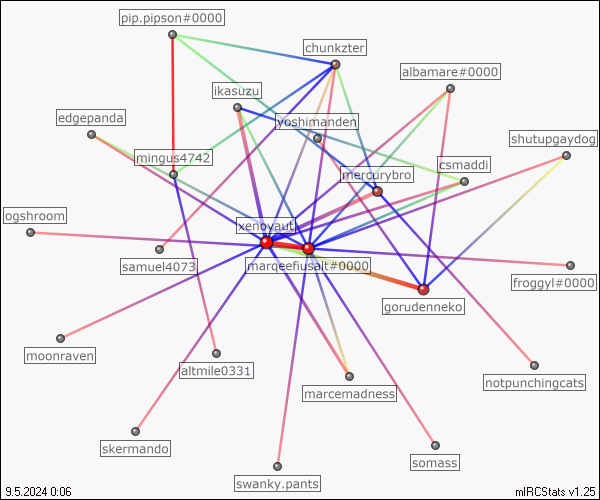 pip.pipson#0000
chunkzter
albamare#0000
ikasuzu
edgepanda
yoshimanden
shutupgaydog
mingus4742
csmaddi
mercurybro
ogshroom
xenoyauti
samuel4073
marqeefiusalt#0000
froggyl#0000
gorudenneko
moonraven
altmile0331
notpunchingcats
marcemadness
skermando
somass
swanky.pants
9.5.2024 0:06
mIRCStats v1.25